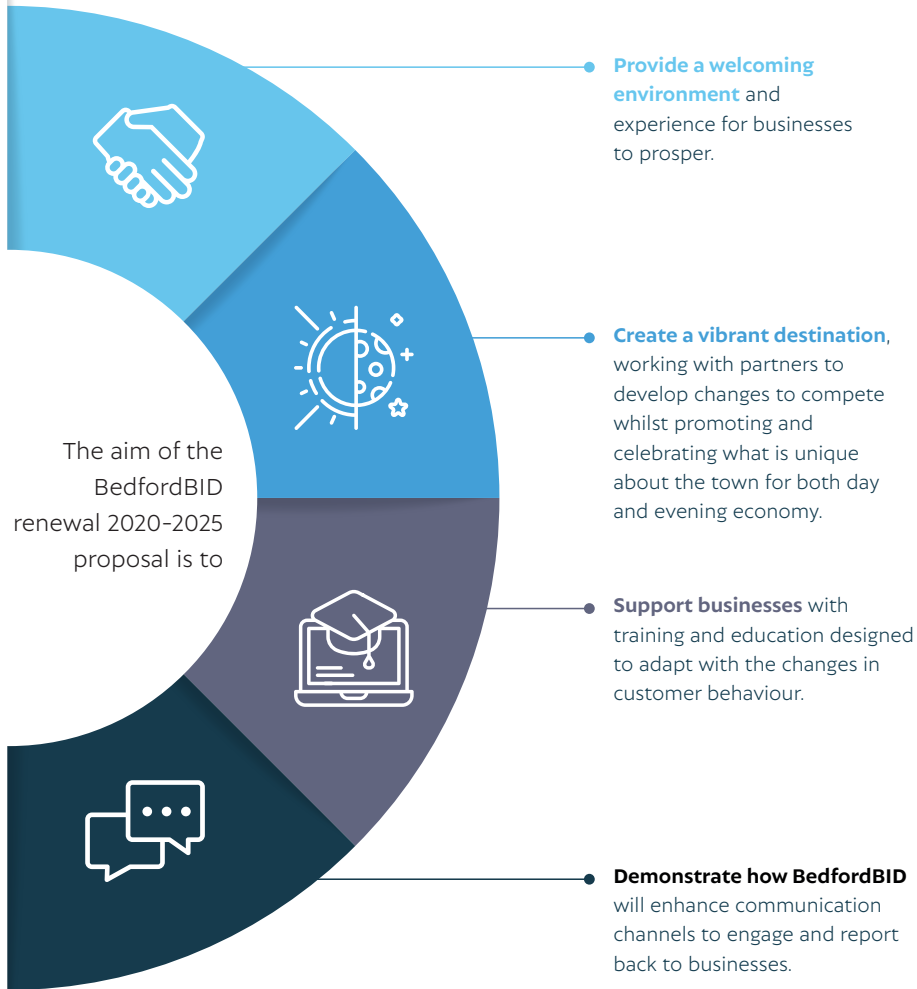 The aim of the
BedfordBID
renewal 2020-2025
proposal is to
Provide a welcoming
environment and
experience for businesses
to prosper.
Create a vibrant destination,
working with partners to
develop changes to compete
whilst promoting and
celebrating what is unique
about the town for both day
and evening economy.
Support businesses with
training and education designed
to adapt with the changes in
customer behaviour.
Demonstrate how BedfordBID
will enhance communication
channels to engage and report
back to businesses.